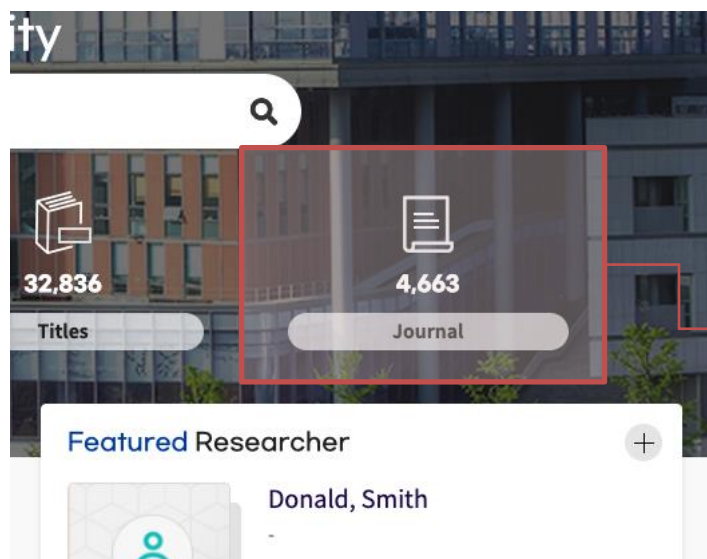 ity
32,836
4,663
Titles
Journal
Featured Researcher
Donald, Smith
-